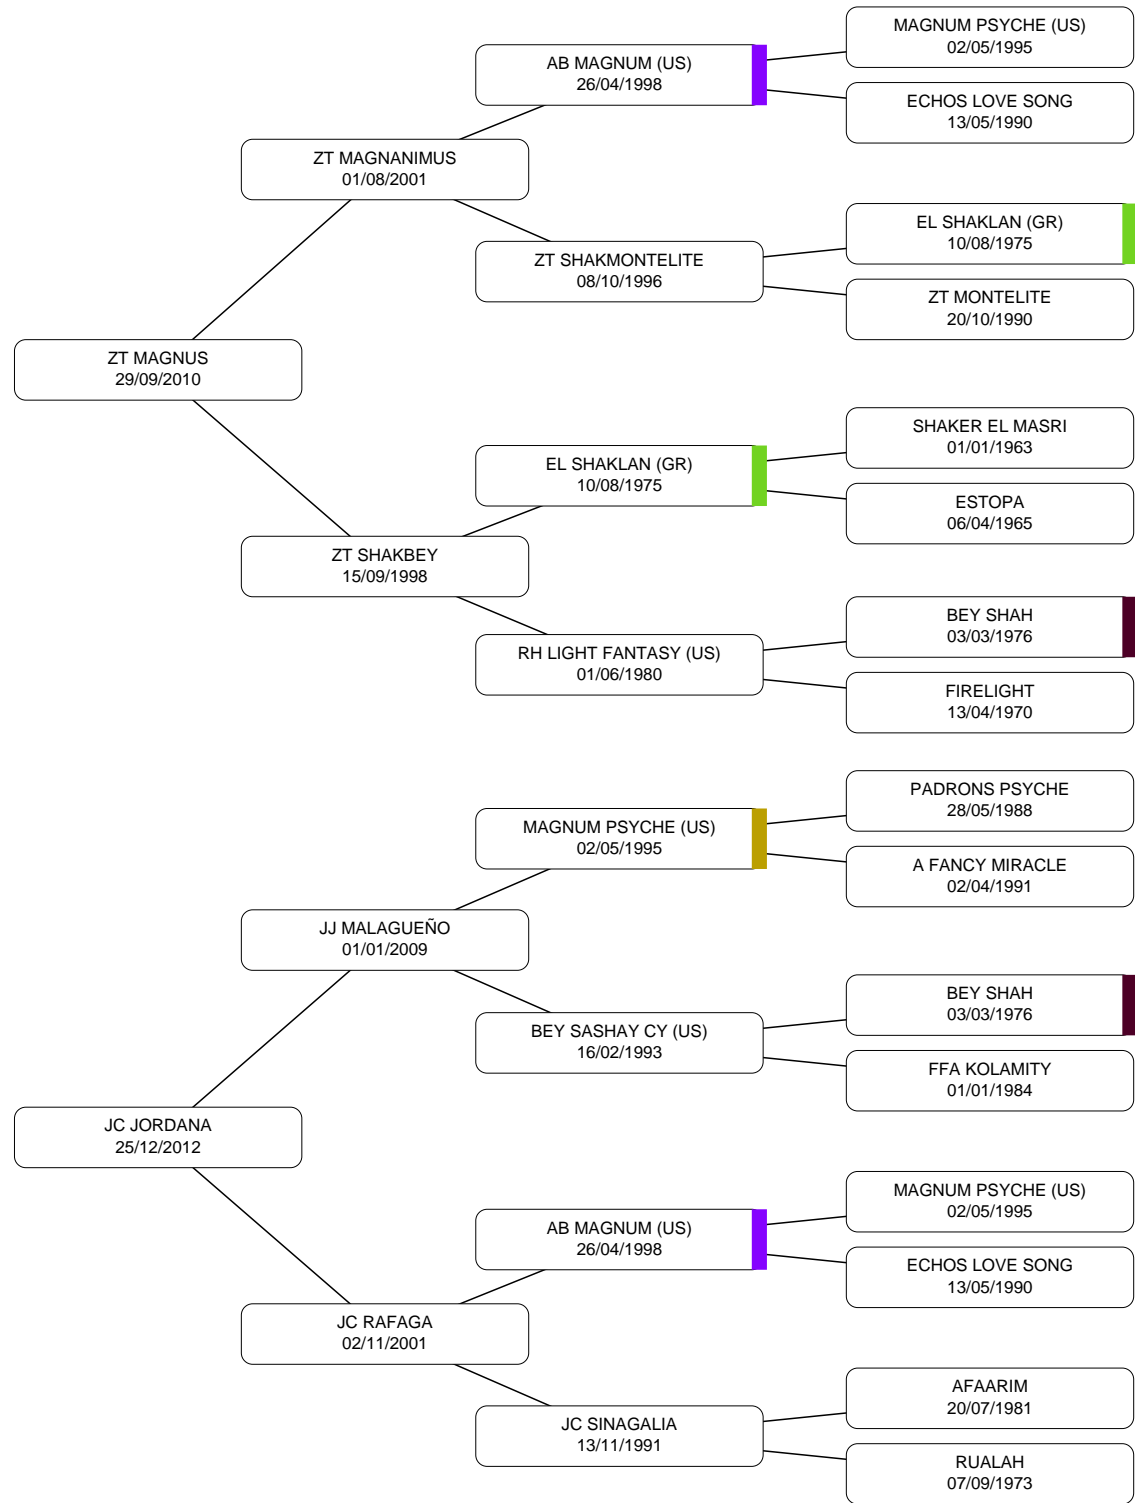 MAGNUM PSYCHE (US)
02/05/1995
AB MAGNUM (US)
26/04/1998
ECHOS LOVE SONG
13/05/1990
ZT MAGNANIMUS
01/08/2001
EL SHAKLAN (GR)
10/08/1975
ZT SHAKMONTELITE
08/10/1996
ZT MONTELITE
20/10/1990
ZT MAGNUS
29/09/2010
SHAKER EL MASRI
01/01/1963
EL SHAKLAN (GR)
10/08/1975
ESTOPA
06/04/1965
ZT SHAKBEY
15/09/1998
BEY SHAH
03/03/1976
RH LIGHT FANTASY (US)
01/06/1980
FIRELIGHT
13/04/1970
PADRONS PSYCHE
28/05/1988
MAGNUM PSYCHE (US)
02/05/1995
A FANCY MIRACLE
02/04/1991
JJ MALAGUEÑO
01/01/2009
BEY SHAH
03/03/1976
BEY SASHAY CY (US)
16/02/1993
FFA KOLAMITY
01/01/1984
JC JORDANA
25/12/2012
MAGNUM PSYCHE (US)
02/05/1995
AB MAGNUM (US)
26/04/1998
ECHOS LOVE SONG
13/05/1990
JC RAFAGA
02/11/2001
AFAARIM
20/07/1981
JC SINAGALIA
13/11/1991
RUALAH
07/09/1973